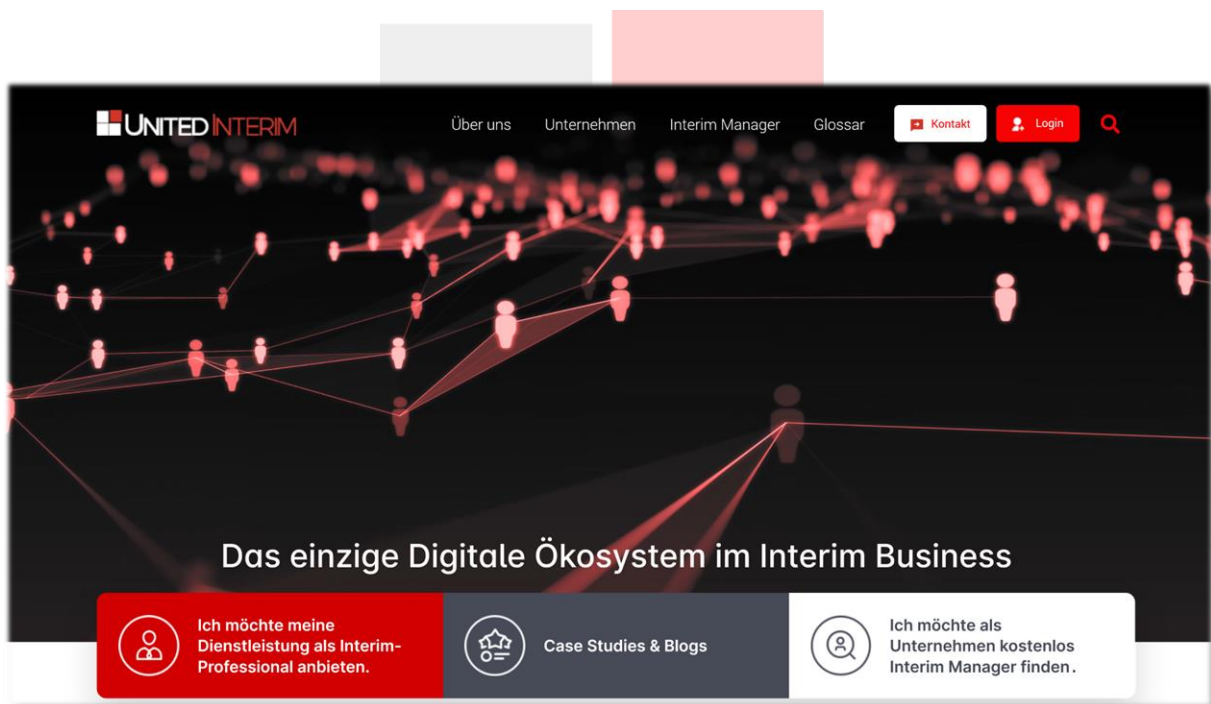 UNITED INTERIM
Über uns Unternehmen Interim Manager Glossar Kontakt Login
Das einzige Digitale Ökosystem im Interim Business
Ich möchte meine
Dienstleistung als Interim-
Professional anbieten.
Case Studies & Blogs
Ich möchte als
Unternehmen kostenlos
Interim Manager finden.